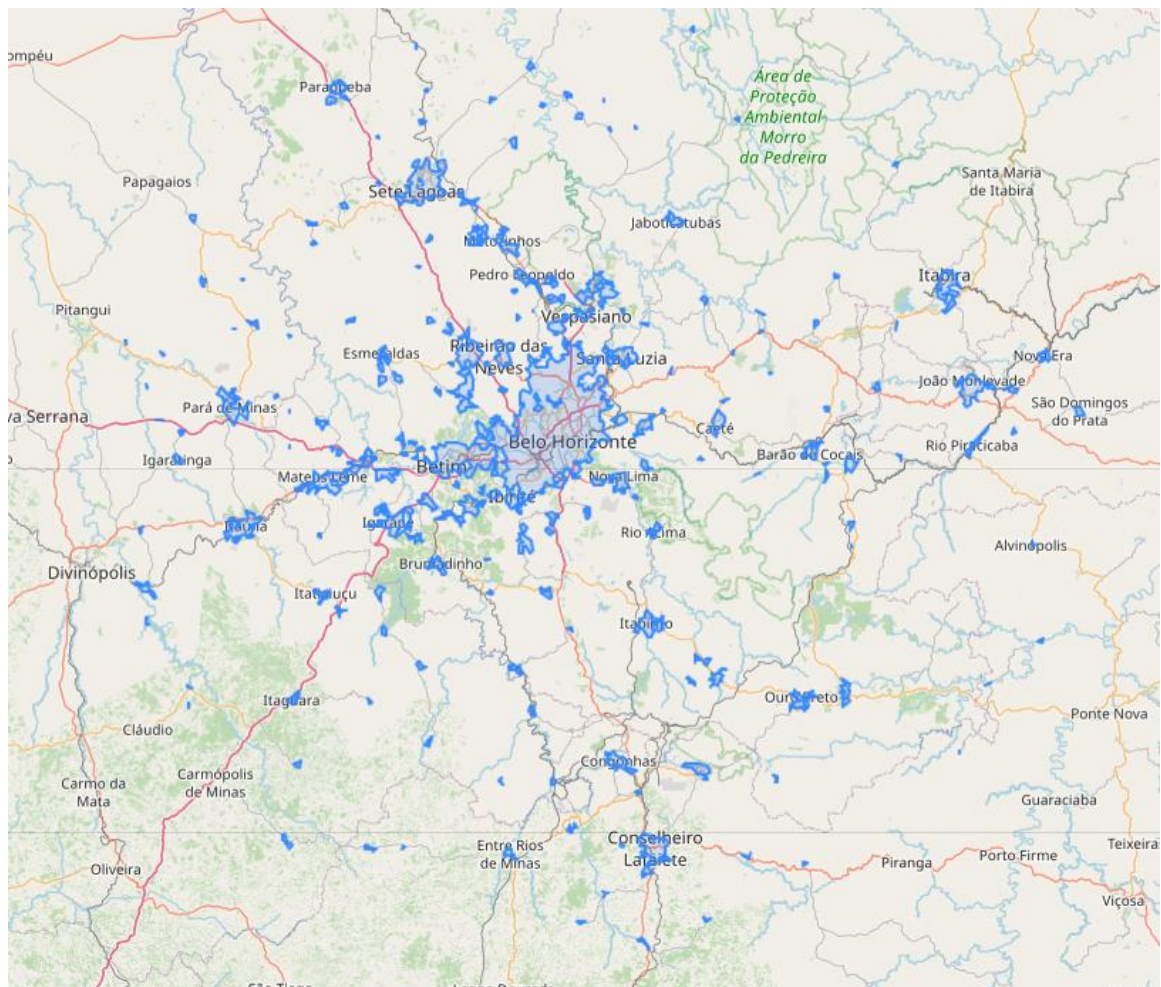 ompéu
Paraopeba
Área de
Proteção
Ambiental
Morro
da Pedreira
Papagaios
Sete Lagoas
Santa Maria
de Itabira
Jaboticatubas
Matozinhos
Pedro Leopoldo
Itabira
Pitangui
Vespasiano
Esmeraldas
Ribeirão das
Neves
Santa Luzia
Nova Era
João Monlevade
Pará de Minas
va Serrana
São Domingos
do Prata
Caeté
Belo Horizonte
Rio Piracicaba
Igaratinga
Barão de Cocais
Betim
Mateus Leme
Nova Lima
Ibirité
Igarapé
Itaúna
Rio Acima
Alvinópolis
Divinópolis
Brumadinho
Itatiaiuçu
Itabirito
Itaguara
Ouro Preto
Ponte Nova
Cláudio
Congonhas
Carmópolis
de Minas
Carmo da
Mata
Guaraciaba
Conselheiro
Lafaiete
Entre Rios
de Minas
Teixeira
Porto Firme
Piranga
Oliveira
Viçosa
São Tiago
Lagoa Dourada